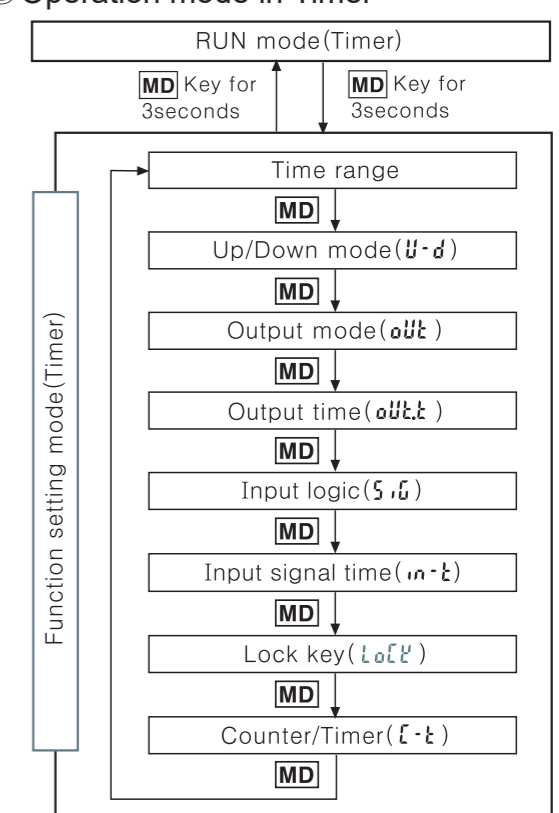 Operation mode in Timer
RUN mode(Timer)
MD Key for
3seconds
MD Key for
3seconds
Function setting mode(Timer)
Time range
MD
Up/Down mode(U-d)
MD
Output mode(oUt)
MD
Output time(oUt.t)
MD
Input logic(SiG)
MD
Input signal time(in-t)
MD
Lock key(LoCK)
MD
Counter/Timer(C-t)
MD